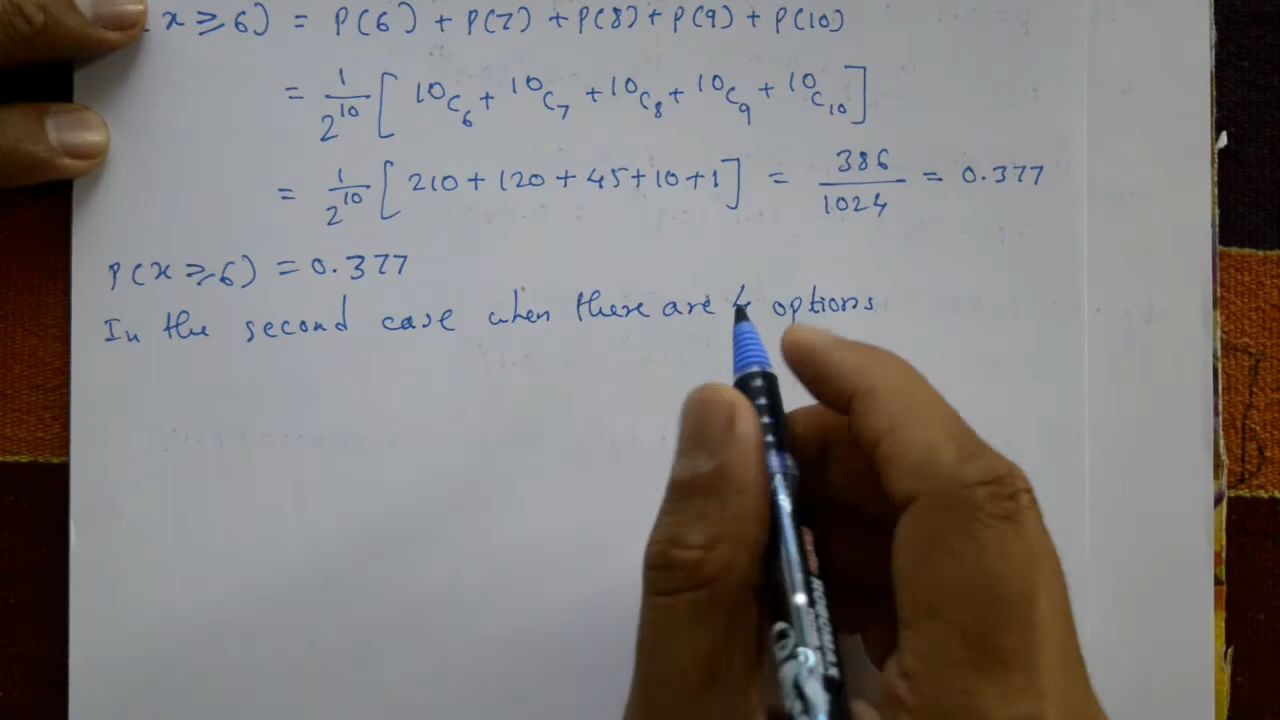 x ≥ 6) = P(6) + P(7) + P(8) + P(9) + P(10)
= 1/2^10 [ 10C6 + 10C7 + 10C8 + 10C9 + 10C10 ]
= 1/2^10 [ 210 + 120 + 45 + 10 + 1 ] = 386/1024 = 0.377
P(x ≥ 6) = 0.377
In the second case when there are 4 options